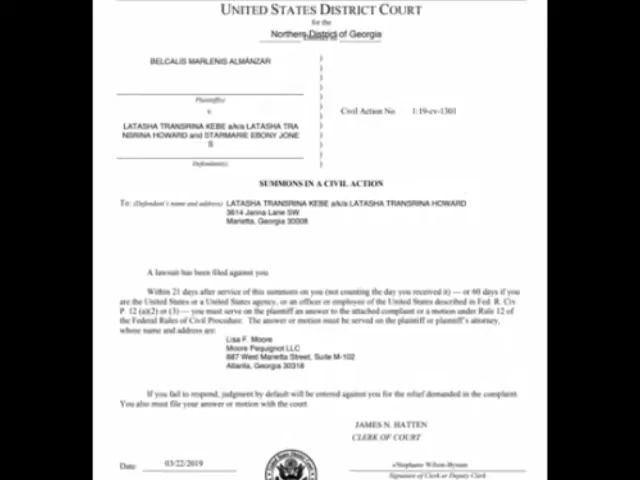 UNITED STATES DISTRICT COURT
for the
Northern District of Georgia
BELCALIS MARLENIS ALMÁNZAR
Plaintiff(s)
v.
LATASHA TRANSRINA KEBE a/k/a LATASHA TRA
NSRINA HOWARD and STARMARIE EBONY JONE
S
Defendant(s)
)
)
)
)
)
)
)
)
)
)
)
)
Civil Action No. 1:19-cv-1301
SUMMONS IN A CIVIL ACTION
To: (Defendant's name and address) LATASHA TRANSRINA KEBE a/k/a LATASHA TRANSRINA HOWARD
3614 Janna Lane SW
Marietta, Georgia 30008
A lawsuit has been filed against you.
Within 21 days after service of this summons on you (not counting the day you received it) — or 60 days if you
are the United States or a United States agency, or an officer or employee of the United States described in Fed. R. Civ.
P. 12 (a)(2) or (3) — you must serve on the plaintiff an answer to the attached complaint or a motion under Rule 12 of
the Federal Rules of Civil Procedure. The answer or motion must be served on the plaintiff or plaintiff's attorney,
whose name and address are:
Lisa F. Moore
Moore Pequignot LLC
887 West Marietta Street, Suite M-102
Atlanta, Georgia 30318
If you fail to respond, judgment by default will be entered against you for the relief demanded in the complaint.
You also must file your answer or motion with the court.
JAMES N. HATTEN
CLERK OF COURT
Date: 03/22/2019
s/Stephanie Wilson-Bynum
Signature of Clerk or Deputy Clerk